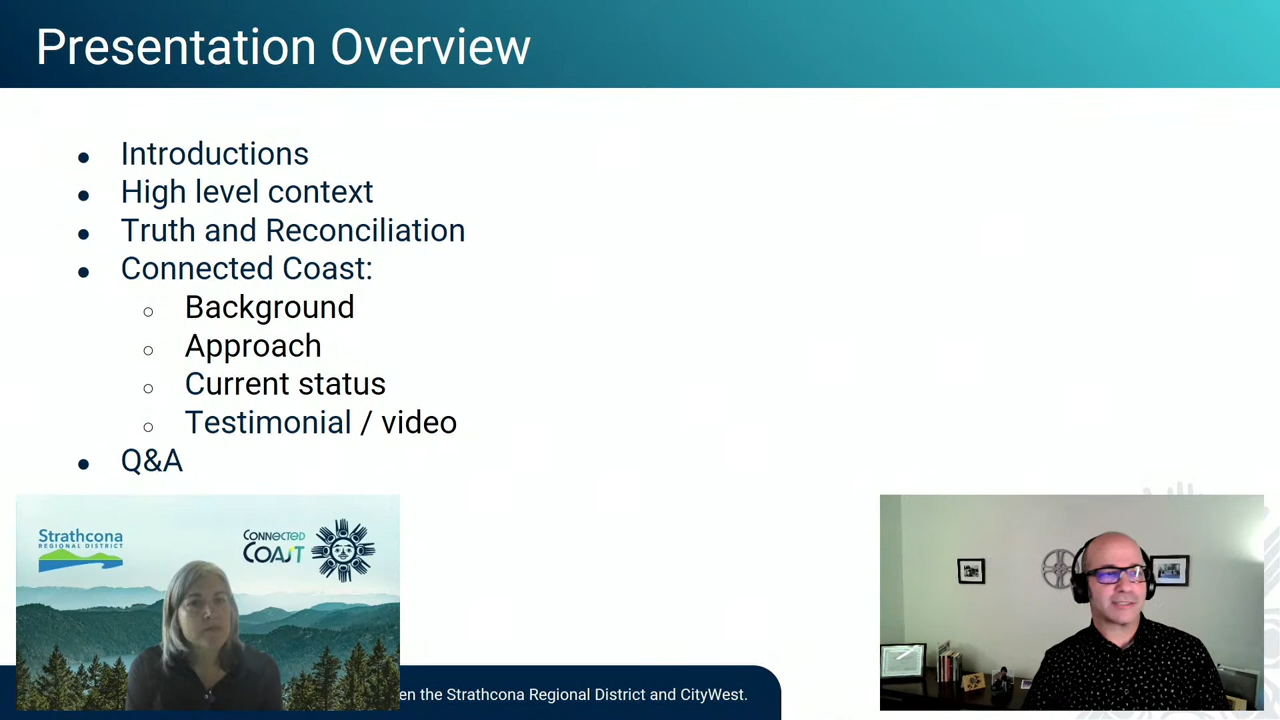 Presentation Overview
● Introductions
● High level context
● Truth and Reconciliation
● Connected Coast:
○ Background
○ Approach
○ Current status
○ Testimonial / video
● Q&A
Strathcona
REGIONAL DISTRICT
CONNECTED
COAST
en the Strathcona Regional District and CityWest.